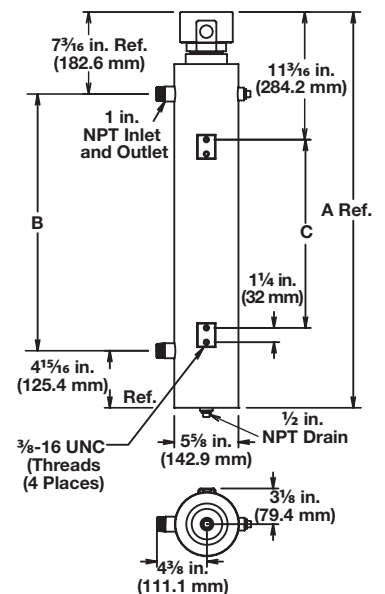 7³⁄₁₆ in. Ref.
(182.6 mm)
11³⁄₁₆ in.
(284.2 mm)
1 in.
NPT Inlet
and Outlet
A Ref.
B
C
1¼ in.
(32 mm)
4¹⁵⁄₁₆ in.
(125.4 mm)
Ref.
⅜-16 UNC
(Threads
(4 Places)
5⅝ in.
(142.9 mm)
½ in.
NPT Drain
3⅛ in.
(79.4 mm)
4⅜ in.
(111.1 mm)